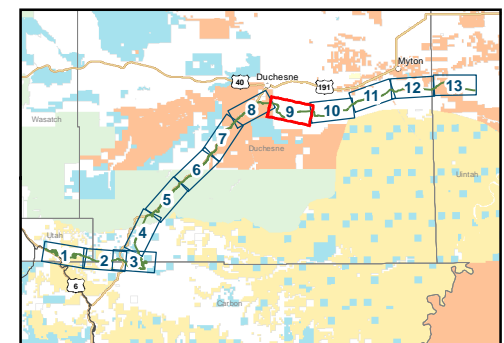 Myton
Duchesne
40
191
13
12
11
10
9
8
Wasatch
7
Duchesne
6
Uintah
5
4
Utah
1
2
3
6
Carbon